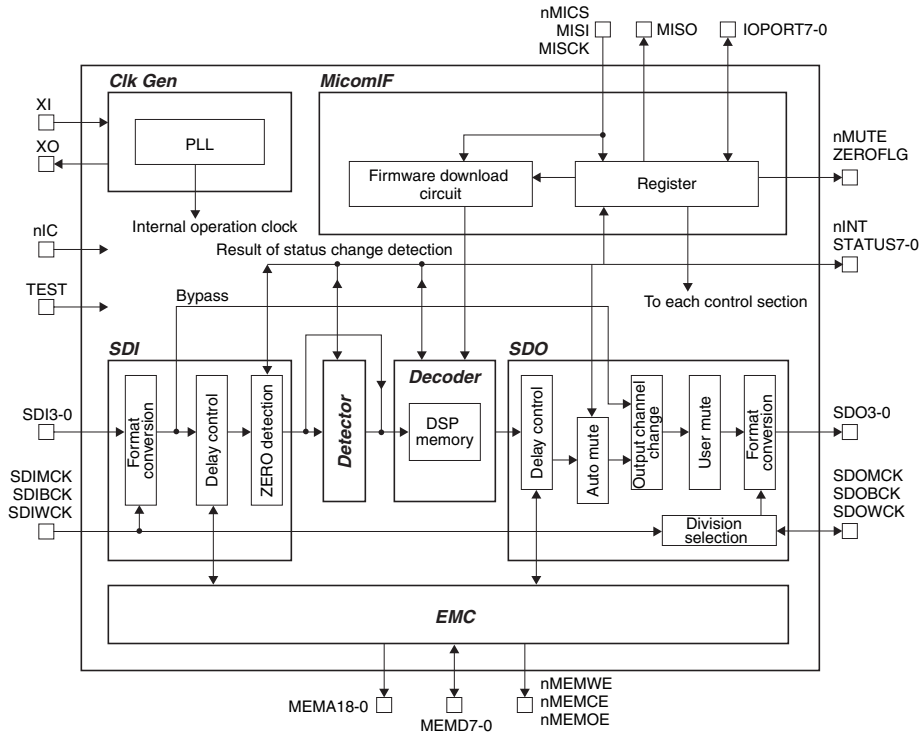 nMICS
MISI
MISCK
MISO
IOPORT7-0
Clk Gen
MicomIF
XI
XO
PLL
Firmware download
circuit
Register
nMUTE
ZEROFLG
Internal operation clock
nIC
Result of status change detection
nINT
STATUS7-0
TEST
Bypass
To each control section
SDI
Detector
Decoder
SDO
SDI3-0
Format
conversion
Delay control
ZERO detection
DSP
memory
Delay control
Auto mute
Output channel
change
User mute
Format
conversion
SDO3-0
SDIMCK
SDIBCK
SDIWCK
Division
selection
SDOMCK
SDOBCK
SDOWCK
EMC
MEMA18-0
MEMD7-0
nMEMWE
nMEMCE
nMEMOE